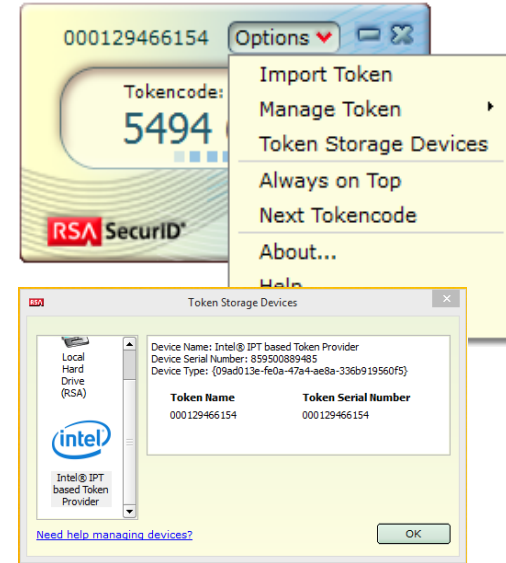 000129466154 Options
Import Token
Tokencode:
Manage Token
5494
Token Storage Devices
Always on Top
Next Tokencode
RSA SecurID®
About...
Help
RSA Token Storage Devices
Local
Hard
Drive
(RSA)
intel
Intel® IPT
based Token
Provider
Device Name: Intel® IPT based Token Provider
Device Serial Number: 859500889485
Device Type: {09ad013e-fe0a-47a4-ae8a-336b919560f5}
Token Name Token Serial Number
000129466154 000129466154
Need help managing devices? OK